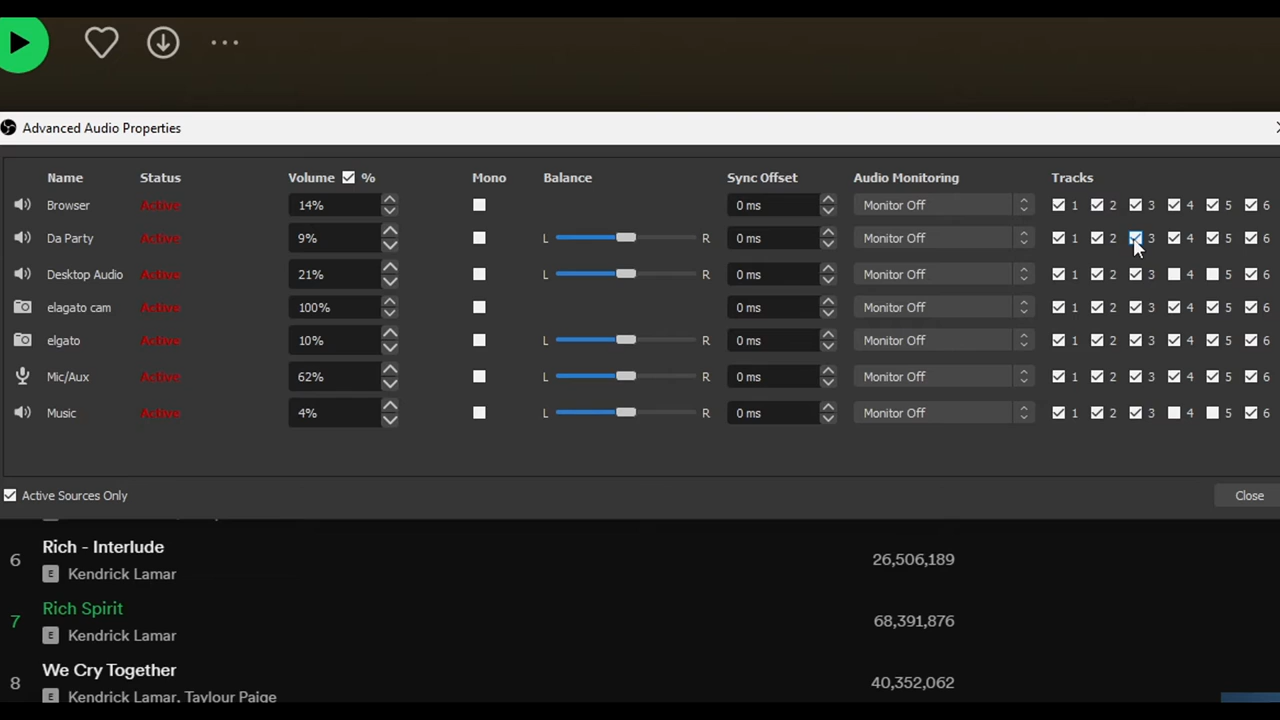 Advanced Audio Properties
Name Status Volume % Mono Balance Sync Offset Audio Monitoring Tracks
Browser Active 14% 0 ms Monitor Off 1 2 3 4 5 6
Da Party Active 9% L R 0 ms Monitor Off 1 2 3 4 5 6
Desktop Audio Active 21% L R 0 ms Monitor Off 1 2 3 4 5 6
elagato cam Active 100% 0 ms Monitor Off 1 2 3 4 5 6
elgato Active 10% L R 0 ms Monitor Off 1 2 3 4 5 6
Mic/Aux Active 62% L R 0 ms Monitor Off 1 2 3 4 5 6
Music Active 4% L R 0 ms Monitor Off 1 2 3 4 5 6
Active Sources Only Close
6 Rich - Interlude 26,506,189
E Kendrick Lamar
7 Rich Spirit 68,391,876
E Kendrick Lamar
8 We Cry Together 40,352,062
E Kendrick Lamar, Taylour Paige